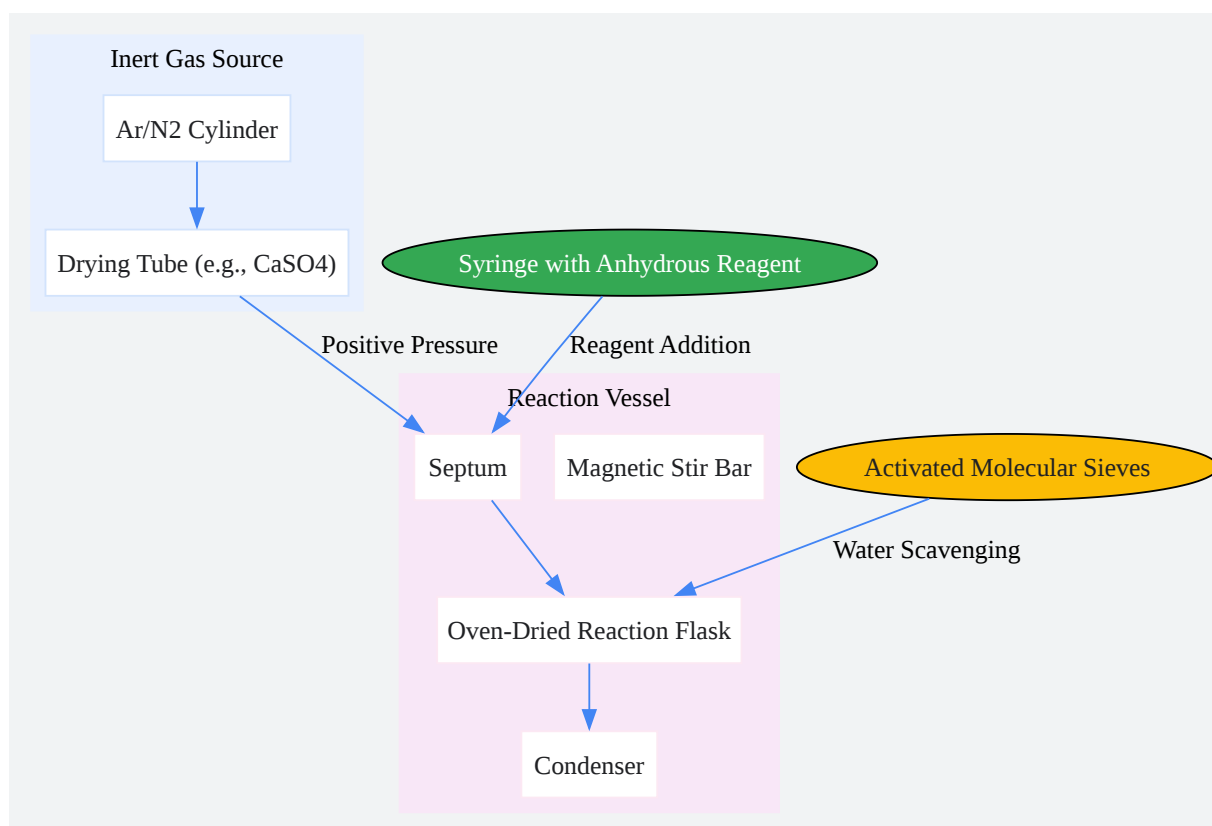 Inert Gas Source
Ar/N2 Cylinder
Drying Tube (e.g., CaSO4)
Syringe with Anhydrous Reagent
Positive Pressure
Reagent Addition
Reaction Vessel
Septum
Magnetic Stir Bar
Activated Molecular Sieves
Water Scavenging
Oven-Dried Reaction Flask
Condenser